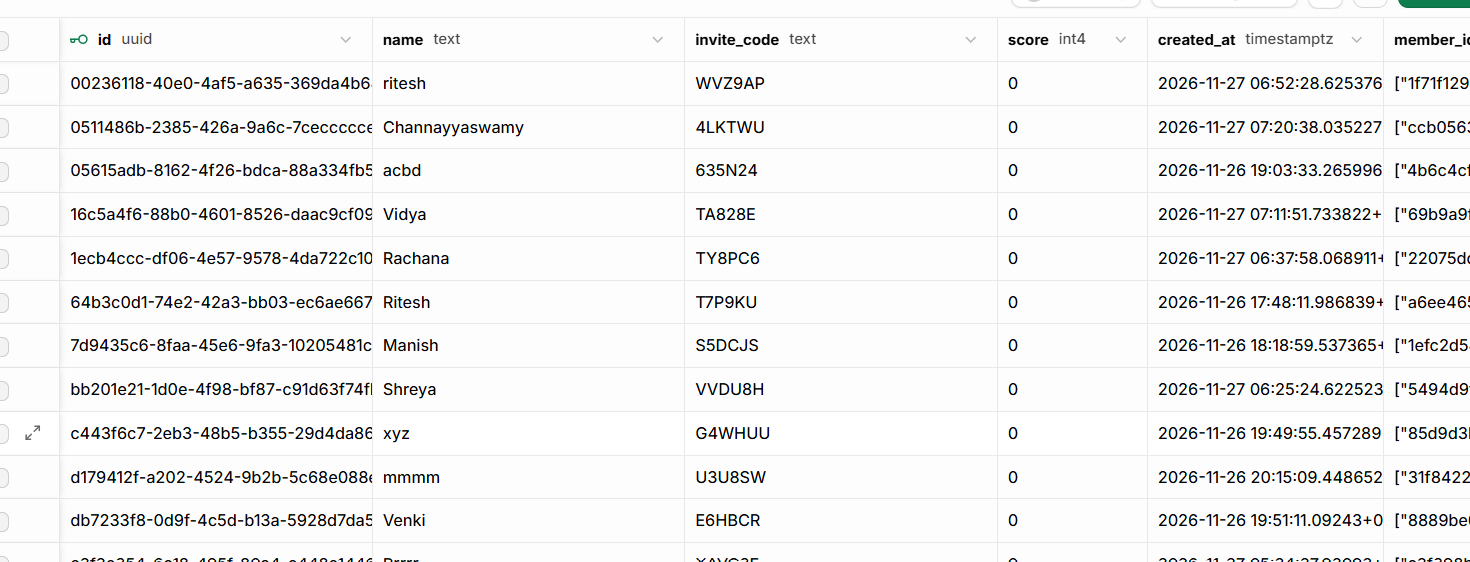 id uuid name text invite_code text score int4 created_at timestamptz
00236118-40e0-4af5-a635-369da4b6 ritesh WVZ9AP 0 2026-11-27 06:52:28.625376 ["1f71f129
0511486b-2385-426a-9a6c-7cecccccce Channayyaswamy 4LKTWU 0 2026-11-27 07:20:38.035227 ["ccb0563
05615adb-8162-4f26-bdca-88a334fb5 acbd 635N24 0 2026-11-26 19:03:33.265996 ["4b6c4cf
16c5a4f6-88b0-4601-8526-daac9cf09 Vidya TA828E 0 2026-11-27 07:11:51.733822+ ["69b9a9f
1ecb4ccc-df06-4e57-9578-4da722c10 Rachana TY8PC6 0 2026-11-27 06:37:58.068911+ ["22075dc
64b3c0d1-74e2-42a3-bb03-ec6ae667 Ritesh T7P9KU 0 2026-11-26 17:48:11.986839+ ["a6ee465
7d9435c6-8faa-45e6-9fa3-10205481c Manish S5DCJS 0 2026-11-26 18:18:59.537365+ ["1efc2d5
bb201e21-1d0e-4f98-bf87-c91d63f74f Shreya VVDU8H 0 2026-11-27 06:25:24.622523 ["5494d9
c443f6c7-2eb3-48b5-b355-29d4da86 xyz G4WHUU 0 2026-11-26 19:49:55.457289 ["85d9d3
d179412f-a202-4524-9b2b-5c68e088 mmmm U3U8SW 0 2026-11-26 20:15:09.448652 ["31f8422
db7233f8-0d9f-4c5d-b13a-5928d7da5 Venki E6HBCR 0 2026-11-26 19:51:11.09243+0 ["8889be